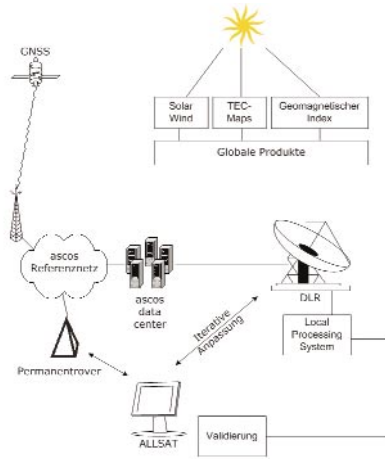 GNSS
Solar
Wind
TEC-
Maps
Geomagnetischer
Index
Globale Produkte
ascos
Referenznetz
ascos
data
center
DLR
Iterative
Anpassung
Local
Processing
System
Permanentrover
ALLSAT
Validierung